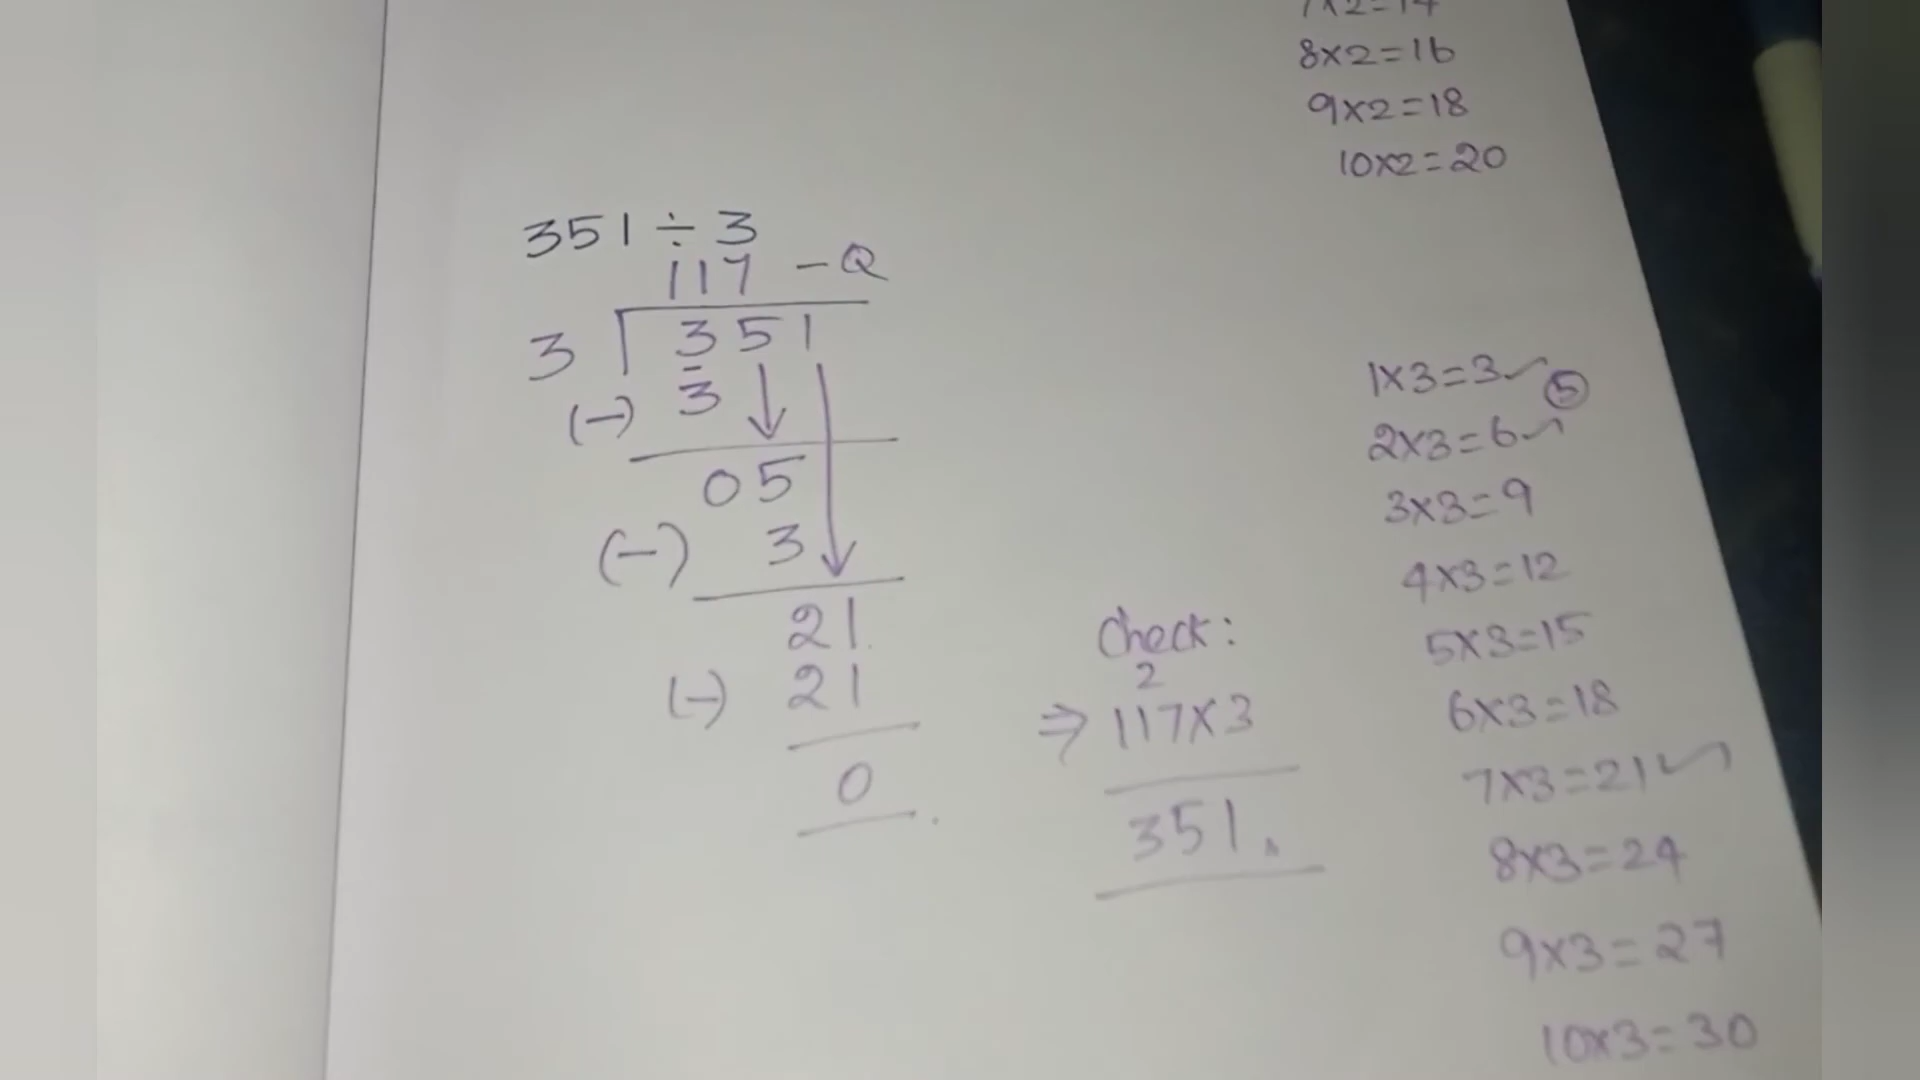 7x2=14
8x2=16
9x2=18
10x2=20
351 ÷ 3
117 - Q
3 351
(-) 3
05
(-) 3
21
(-) 21
0
Check:
2
⇒ 117x3
351.
1x3=3 ✓ 5
2x3=6 ✓
3x3=9
4x3=12
5x3=15
6x3=18
7x3=21 ✓
8x3=24
9x3=27
10x3=30